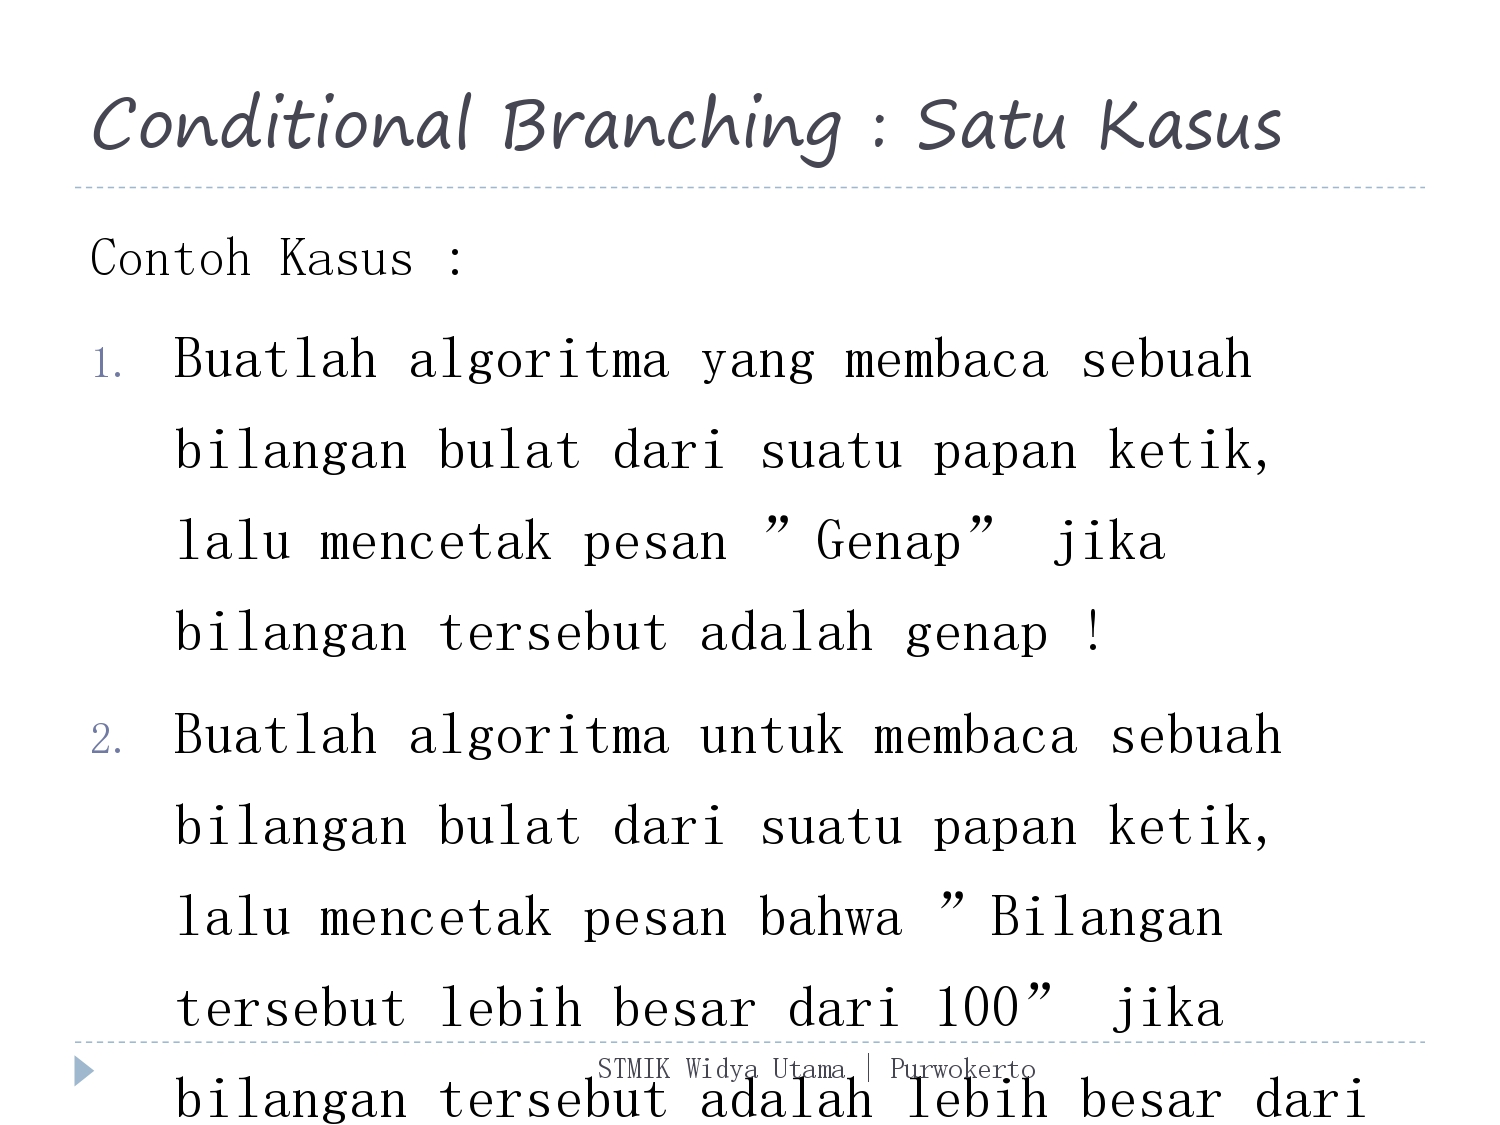 Conditional Branching : Satu Kasus
Contoh Kasus :
1. Buatlah algoritma yang membaca sebuah
bilangan bulat dari suatu papan ketik,
lalu mencetak pesan ”Genap” jika
bilangan tersebut adalah genap !
2. Buatlah algoritma untuk membaca sebuah
bilangan bulat dari suatu papan ketik,
lalu mencetak pesan bahwa ”Bilangan
tersebut lebih besar dari 100” jika
STMIK Widya Utama | Purwokerto
bilangan tersebut adalah lebih besar dari